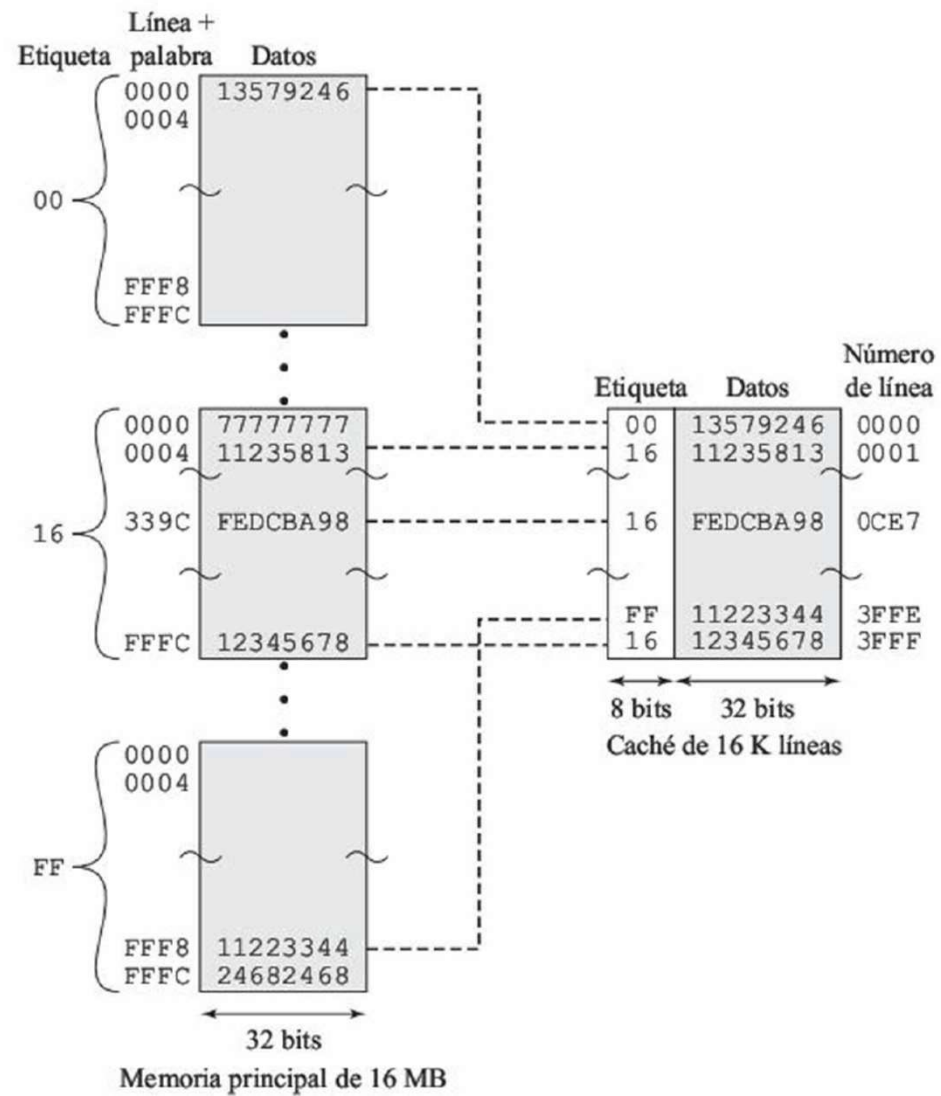 Línea +
Etiqueta palabra Datos
0000 13579246
0004
00
FFF8
FFFC
0000 77777777
0004 11235813
16
339C FEDCBA98
FFFC 12345678
0000
0004
FF
FFF8 11223344
FFFC 24682468
32 bits
Memoria principal de 16 MB
Número
Etiqueta Datos de línea
00 13579246 0000
16 11235813 0001
16 FEDCBA98 0CE7
FF 11223344 3FFE
16 12345678 3FFF
8 bits 32 bits
Caché de 16 K líneas